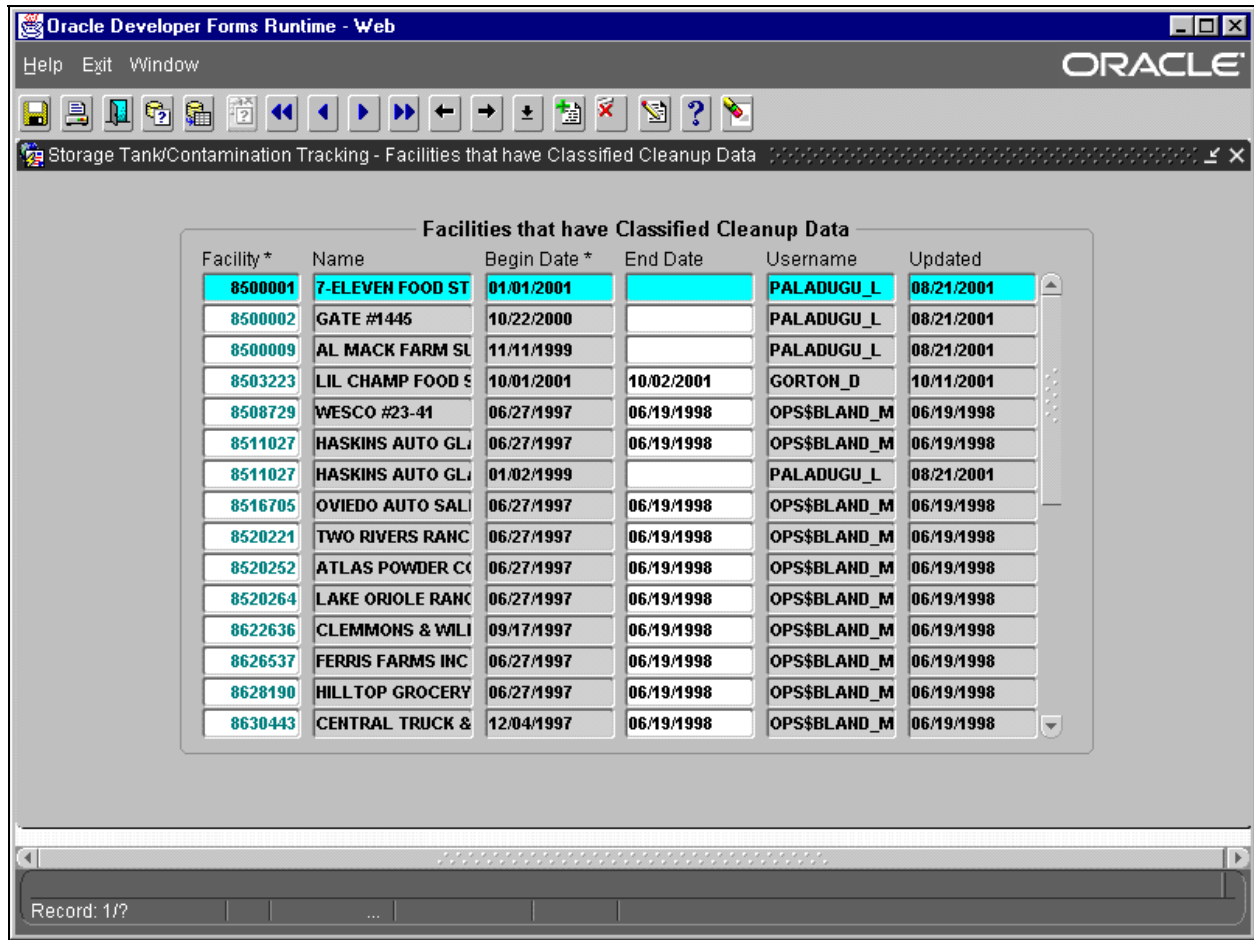 Oracle Developer Forms Runtime - Web
Help Exit Window
ORACLE
Storage Tank/Contamination Tracking - Facilities that have Classified Cleanup Data
Facilities that have Classified Cleanup Data
Facility * Name Begin Date * End Date Username Updated
8500001 7-ELEVEN FOOD ST 01/01/2001 PALADUGU_L 08/21/2001
8500002 GATE #1445 10/22/2000 PALADUGU_L 08/21/2001
8500009 AL MACK FARM SU 11/11/1999 PALADUGU_L 08/21/2001
8503223 LIL CHAMP FOOD S 10/01/2001 10/02/2001 GORTON_D 10/11/2001
8508729 WESCO #23-41 06/27/1997 06/19/1998 OPS$BLAND_M 06/19/1998
8511027 HASKINS AUTO GLA 06/27/1997 06/19/1998 OPS$BLAND_M 06/19/1998
8511027 HASKINS AUTO GLA 01/02/1999 PALADUGU_L 08/21/2001
8516705 OVIEDO AUTO SALI 06/27/1997 06/19/1998 OPS$BLAND_M 06/19/1998
8520221 TWO RIVERS RANC 06/27/1997 06/19/1998 OPS$BLAND_M 06/19/1998
8520252 ATLAS POWDER CO 06/27/1997 06/19/1998 OPS$BLAND_M 06/19/1998
8520264 LAKE ORIOLE RANC 06/27/1997 06/19/1998 OPS$BLAND_M 06/19/1998
8622636 CLEMMONS & WILI 09/17/1997 06/19/1998 OPS$BLAND_M 06/19/1998
8626537 FERRIS FARMS INC 06/27/1997 06/19/1998 OPS$BLAND_M 06/19/1998
8628190 HILLTOP GROCERY 06/27/1997 06/19/1998 OPS$BLAND_M 06/19/1998
8630443 CENTRAL TRUCK & 12/04/1997 06/19/1998 OPS$BLAND_M 06/19/1998
Record: 1/? ...